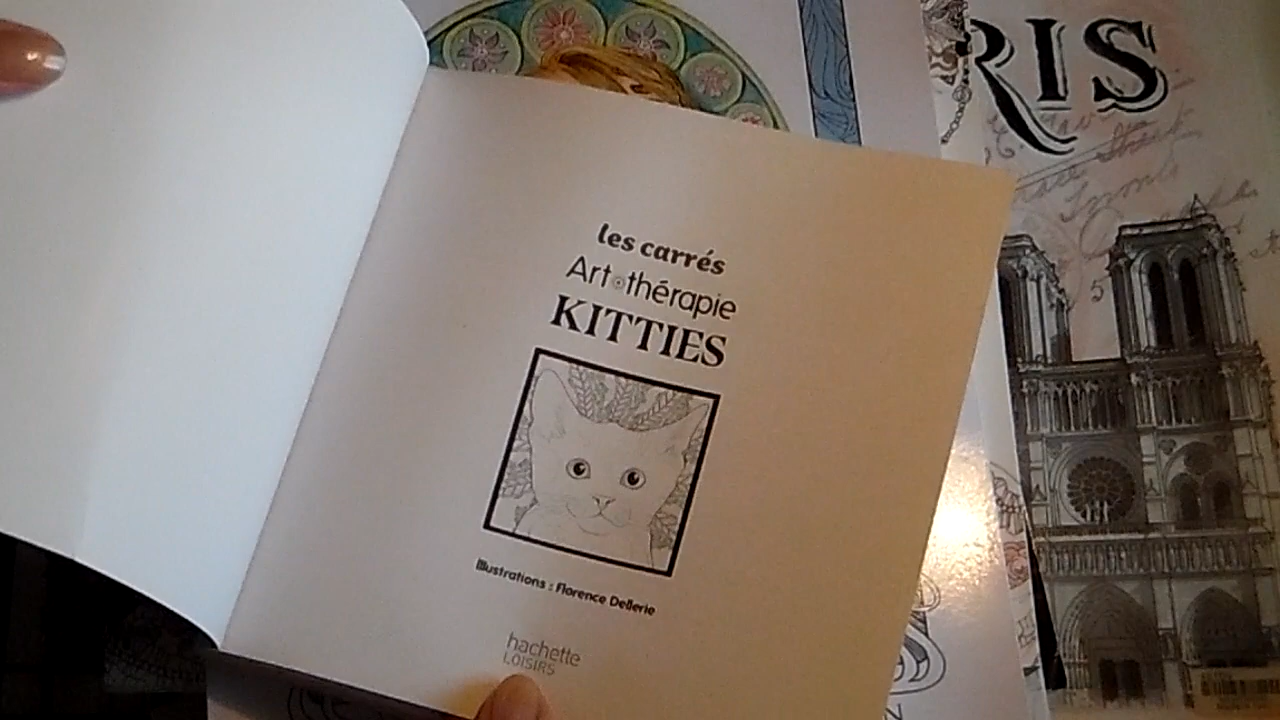 les carrés
Art thérapie
KITTIES
Illustrations : Florence Dellerie
hachette
LOISIRS
RIS